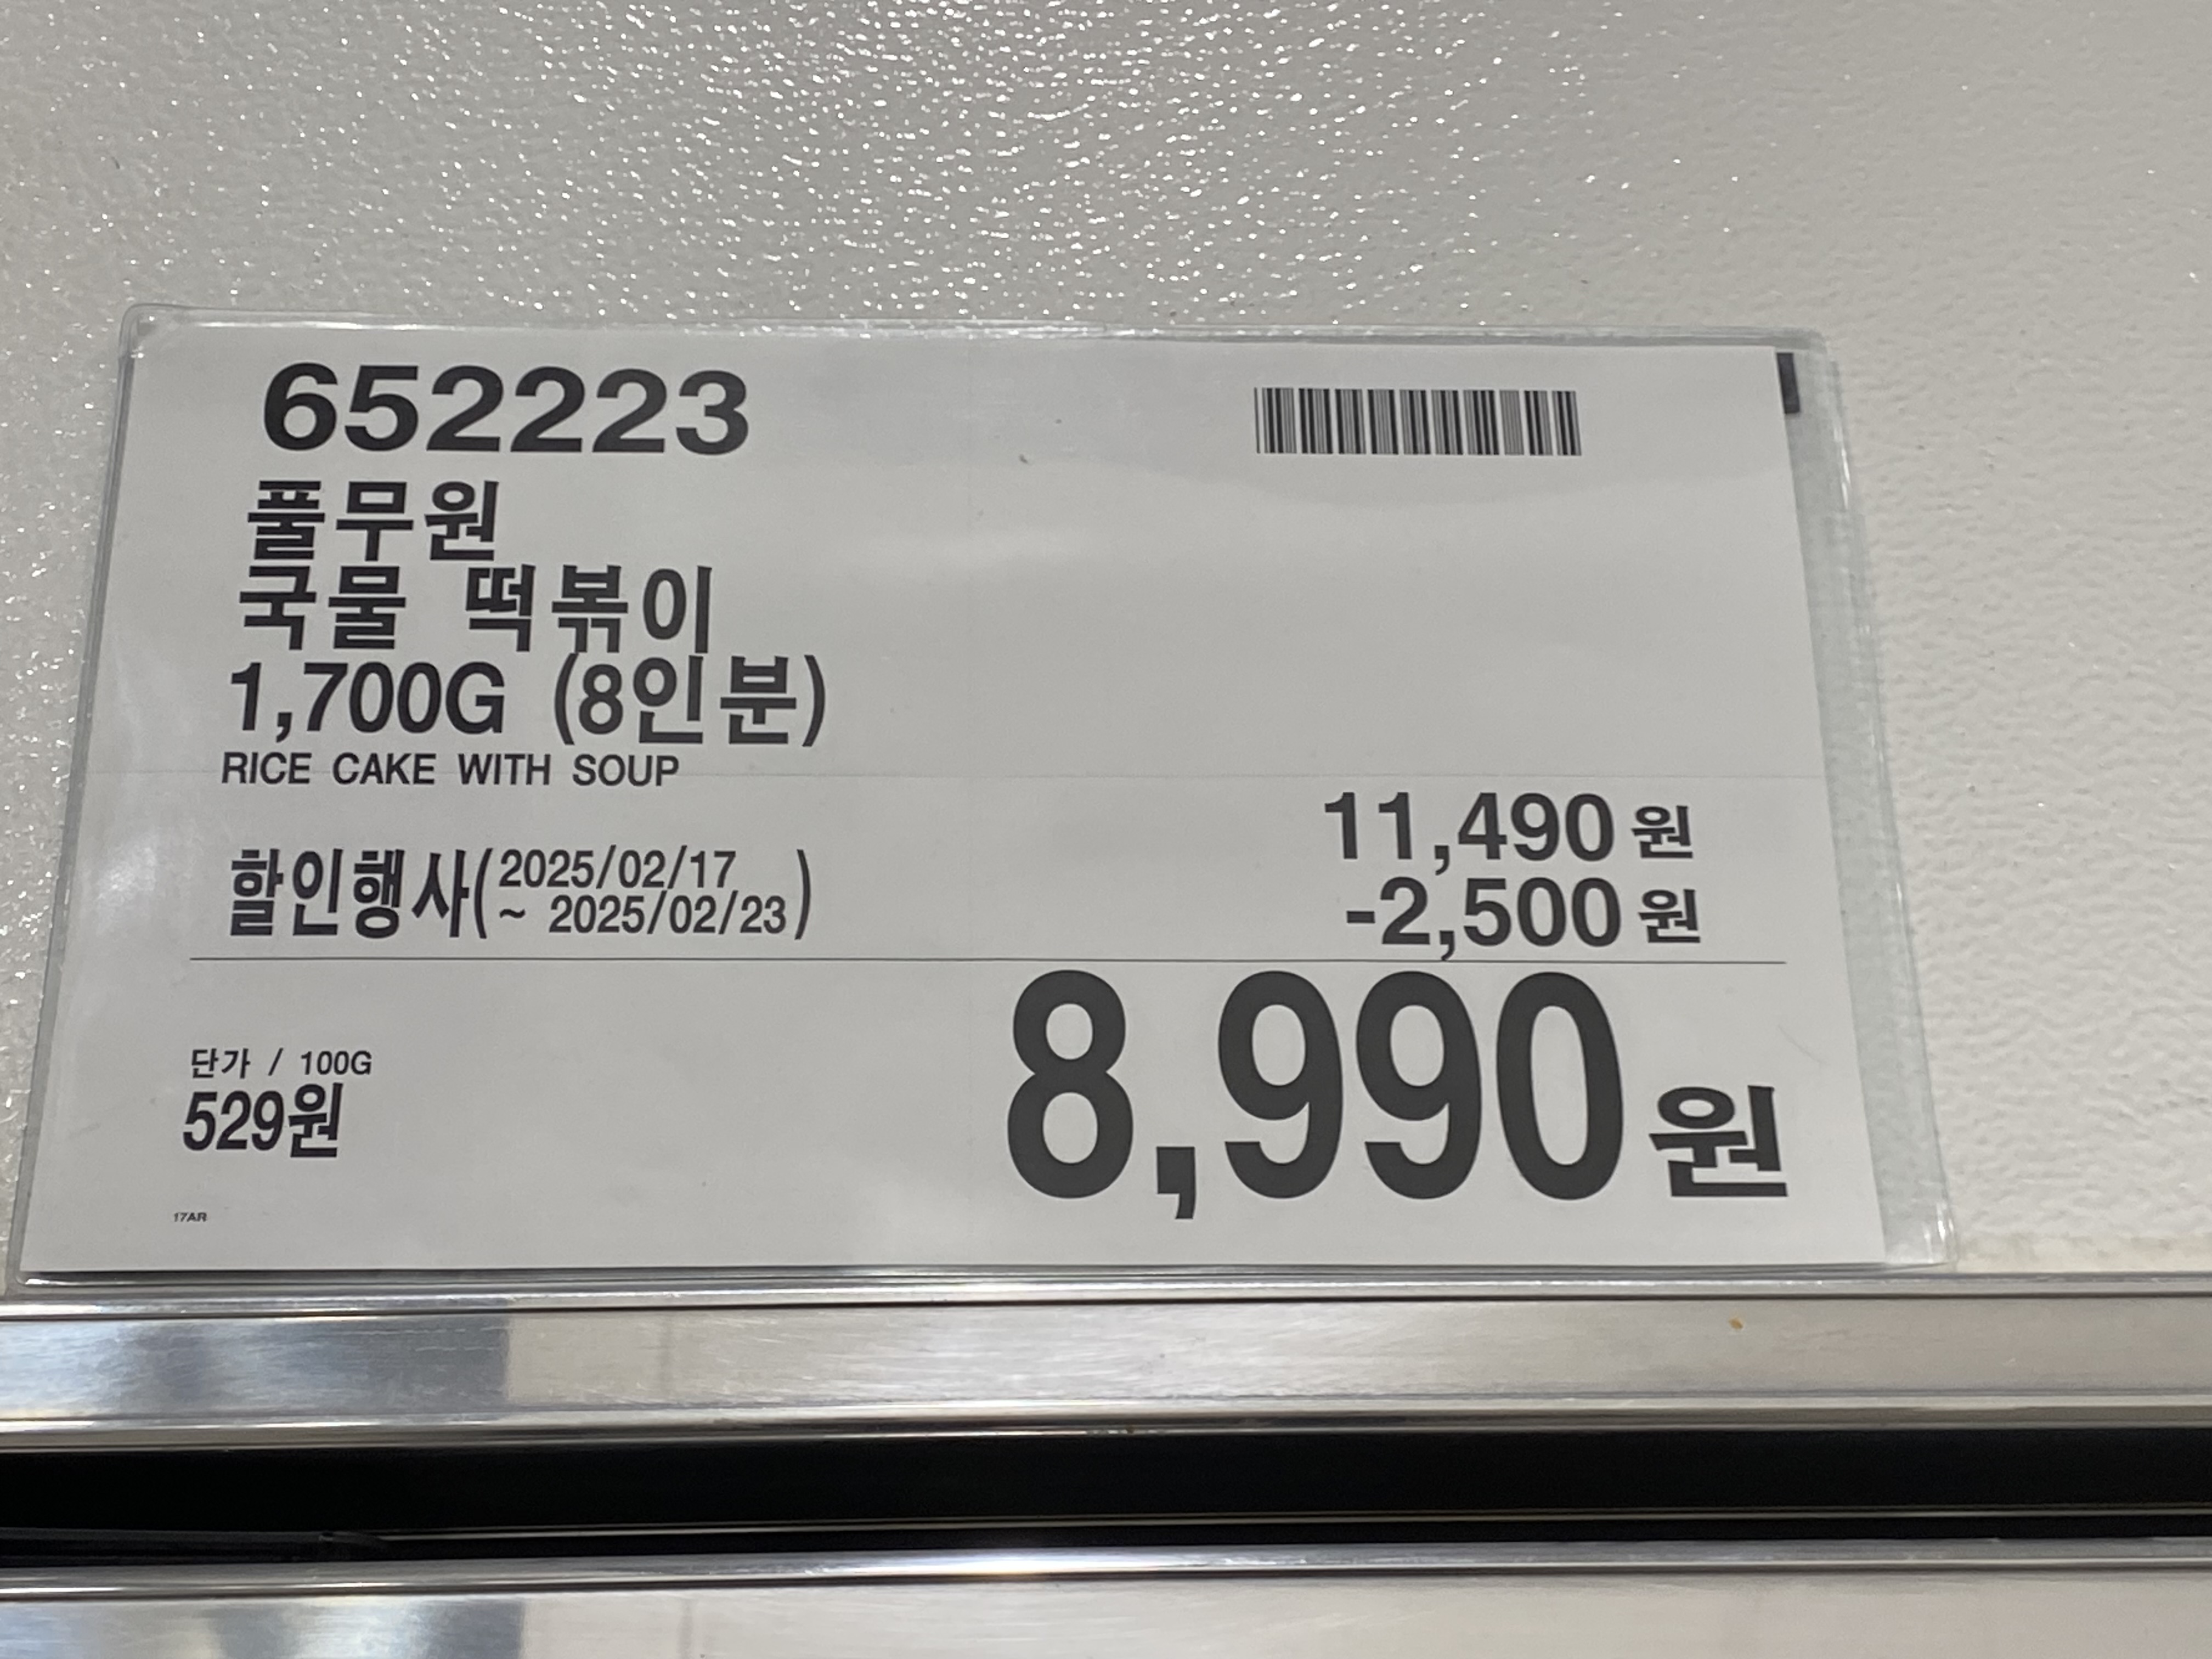 652223
풀무원
국물 떡볶이
1,700G (8인분)
RICE CAKE WITH SOUP
11,490 원
할인행사(2025/02/17 ~ 2025/02/23)
-2,500 원
8,990 원
단가 / 100G
529원
17AR